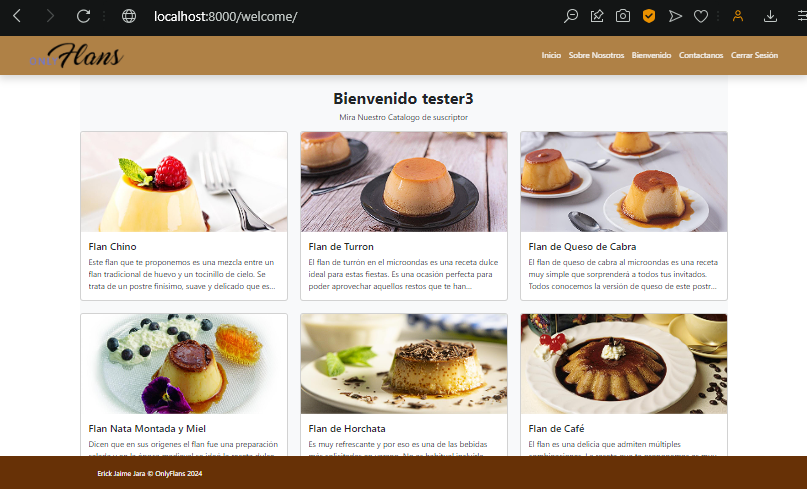 localhost:8000/welcome/
ONLY Flans
Inicio Sobre Nosotros Bienvenido Contactanos Cerrar Sesión
Bienvenido tester3
Mira Nuestro Catalogo de suscriptor
Flan Chino
Este flan que te proponemos es una mezcla entre un
flan tradicional de huevo y un tocinillo de cielo. Se
trata de un postre finísimo, suave y delicado que es...
Flan de Turron
El flan de turrón en el microondas es una receta dulce
ideal para estas fiestas. Es una ocasión perfecta para
poder aprovechar aquellos restos que te han...
Flan de Queso de Cabra
El flan de queso de cabra al microondas es una receta
muy simple que sorprenderá a todos tus invitados.
Todos conocemos la versión de queso de este postr...
Flan Nata Montada y Miel
Dicen que en sus orígenes el flan fue una preparación
Flan de Horchata
Es muy refrescante y por eso es una de las bebidas
Flan de Café
El flan es una delicia que admiten múltiples
Erick Jaime Jara © OnlyFlans 2024